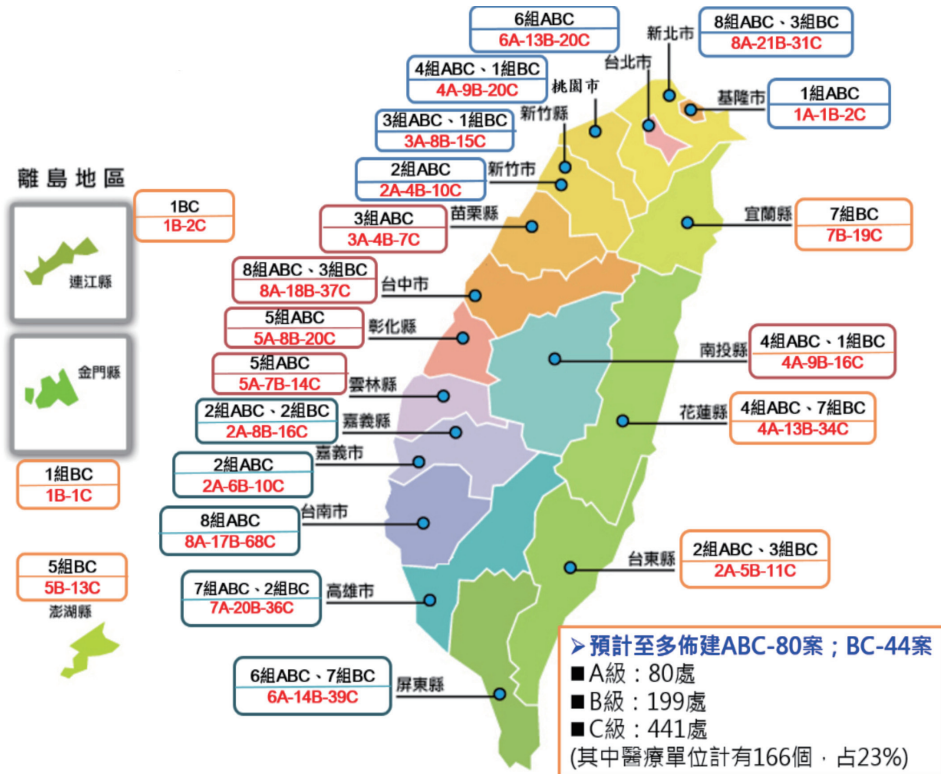 6組ABC
6A-13B-20C
台北市
新北市
8組ABC、3組BC
8A-21B-31C
4組ABC、1組BC
4A-9B-20C
桃園市
基隆市
1組ABC
1A-1B-2C
3組ABC、1組BC
3A-8B-15C
新竹縣
2組ABC
2A-4B-10C
新竹市
離島地區
1BC
1B-2C
連江縣
3組ABC
3A-4B-7C
苗栗縣
宜蘭縣
7組BC
7B-19C
8組ABC、3組BC
8A-18B-37C
台中市
5組ABC
5A-8B-20C
彰化縣
金門縣
1組BC
1B-1C
南投縣
4組ABC、1組BC
4A-9B-16C
5組ABC
5A-7B-14C
雲林縣
花蓮縣
4組ABC、7組BC
4A-13B-34C
2組ABC、2組BC
2A-8B-16C
嘉義縣
2組ABC
2A-6B-10C
嘉義市
8組ABC
8A-17B-68C
台南市
5組BC
5B-13C
澎湖縣
台東縣
2組ABC、3組BC
2A-5B-11C
7組ABC、2組BC
7A-20B-36C
高雄市
6組ABC、7組BC
6A-14B-39C
屏東縣
➢預計至多佈建ABC-80案；BC-44案
■A級：80處
■B級：199處
■C級：441處
(其中醫療單位計有166個，占23%)